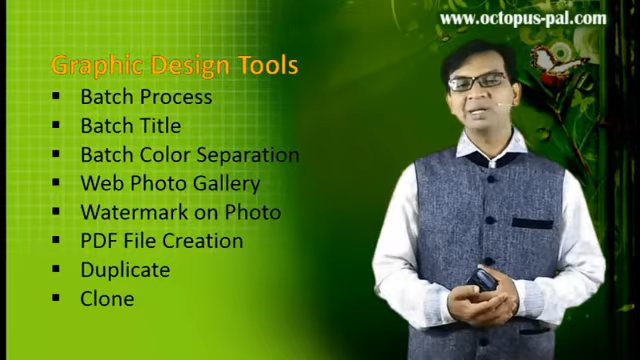 www.octopus-pal.com
Graphic Design Tools
▪ Batch Process
▪ Batch Title
▪ Batch Color Separation
▪ Web Photo Gallery
▪ Watermark on Photo
▪ PDF File Creation
▪ Duplicate
▪ Clone